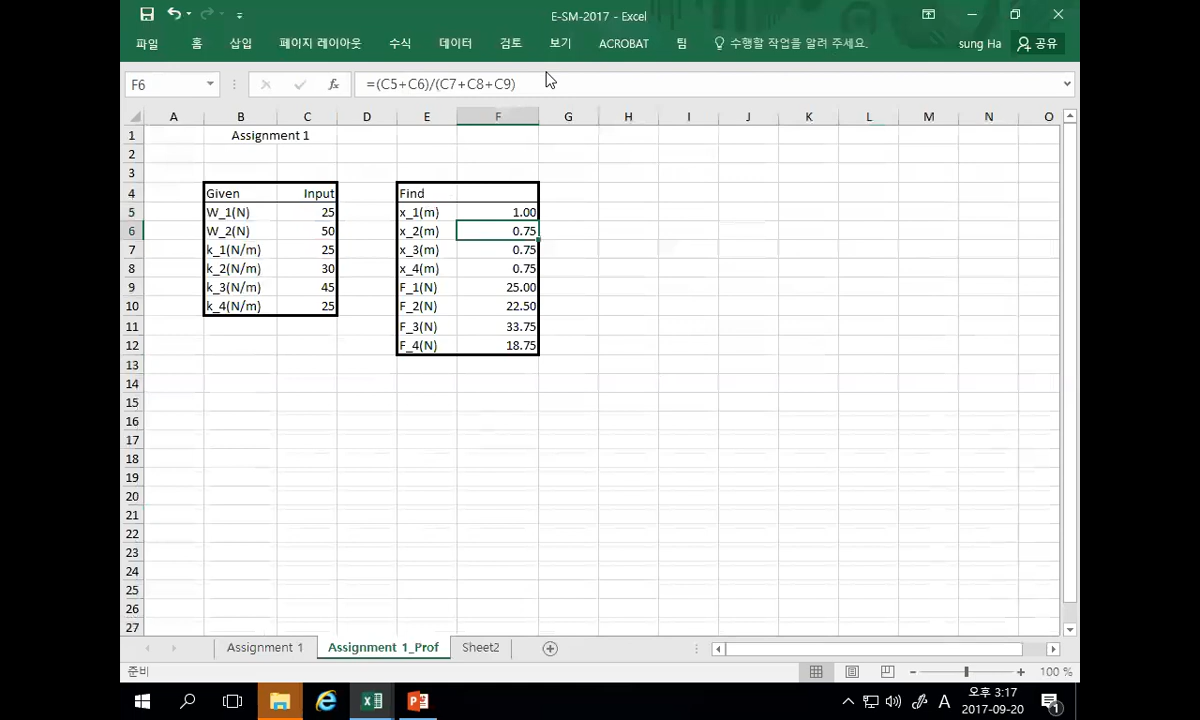 E-SM-2017 - Excel
파일 홈 삽입 페이지 레이아웃 수식 데이터 검토 보기 ACROBAT 팀 수행할 작업을 알려 주세요. sung Ha 공유
F6 fx =(C5+C6)/(C7+C8+C9)
A B C D E F G H I J K L M N O
1 Assignment 1
2
3
4 Given Input Find
5 W_1(N) 25 x_1(m) 1.00
6 W_2(N) 50 x_2(m) 0.75
7 k_1(N/m) 25 x_3(m) 0.75
8 k_2(N/m) 30 x_4(m) 0.75
9 k_3(N/m) 45 F_1(N) 25.00
10 k_4(N/m) 25 F_2(N) 22.50
11 F_3(N) 33.75
12 F_4(N) 18.75
13
14
15
16
17
18
19
20
21
22
23
24
25
26
27
Assignment 1 Assignment 1_Prof Sheet2
준비 100 %
A 오후 3:17
2017-09-20 1